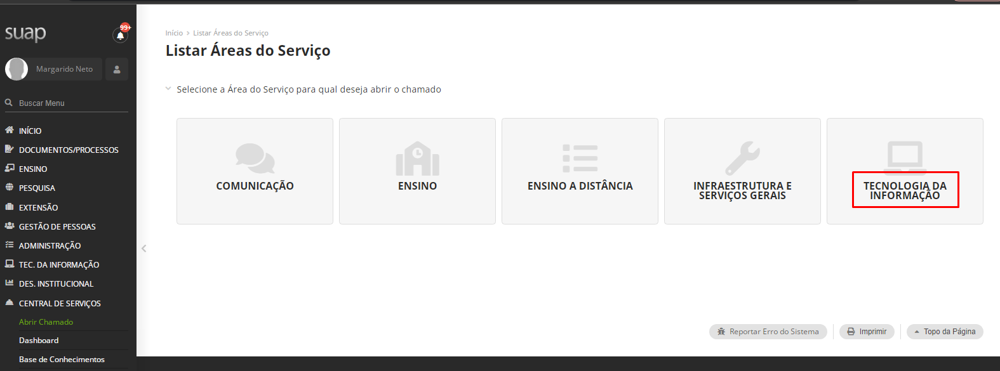 suap
99+
Margarido Neto
Buscar Menu
INÍCIO
DOCUMENTOS/PROCESSOS
ENSINO
PESQUISA
EXTENSÃO
GESTÃO DE PESSOAS
ADMINISTRAÇÃO
TEC. DA INFORMAÇÃO
DES. INSTITUCIONAL
CENTRAL DE SERVIÇOS
Abrir Chamado
Dashboard
Base de Conhecimentos
Início > Listar Áreas do Serviço
Listar Áreas do Serviço
Selecione a Área do Serviço para qual deseja abrir o chamado
COMUNICAÇÃO
ENSINO
ENSINO A DISTÂNCIA
INFRAESTRUTURA E
SERVIÇOS GERAIS
TECNOLOGIA DA
INFORMAÇÃO
Reportar Erro do Sistema
Imprimir
Topo da Página